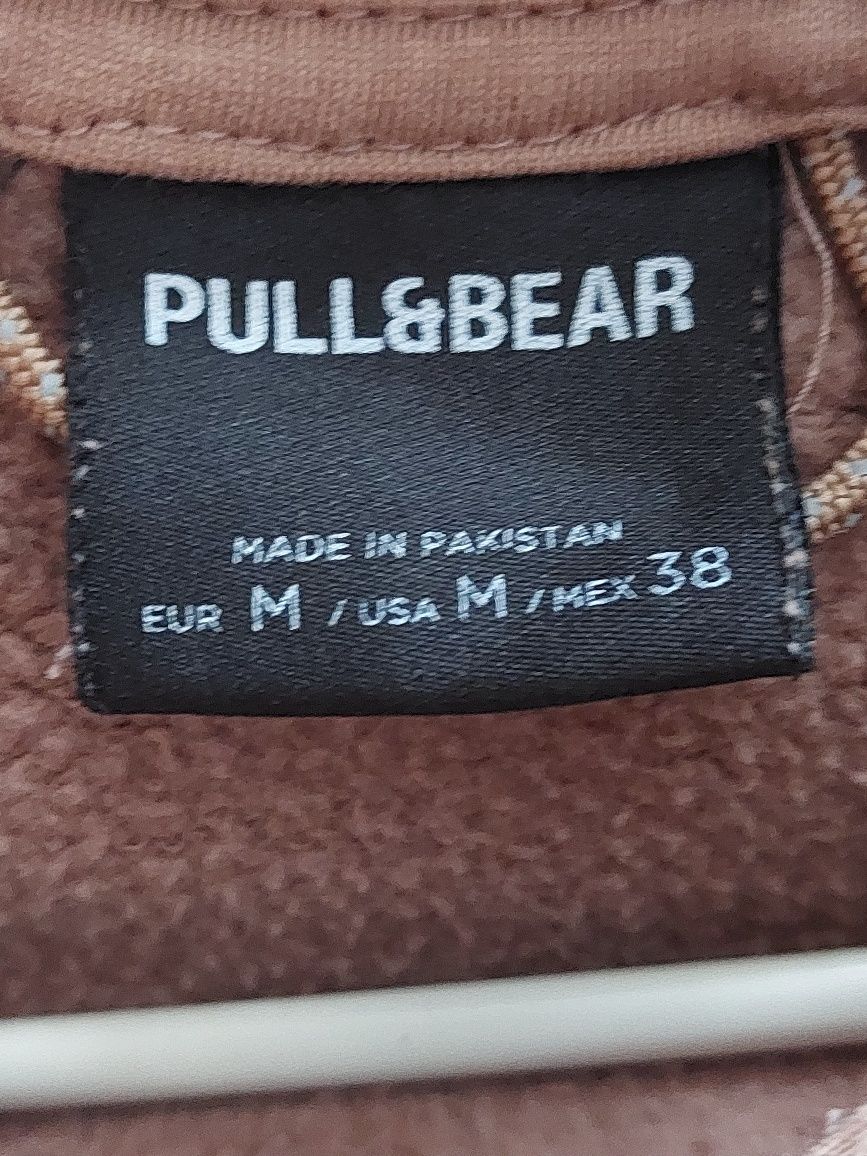 PULL&BEAR
MADE IN PAKISTAN
EUR M / USA M / MEX 38